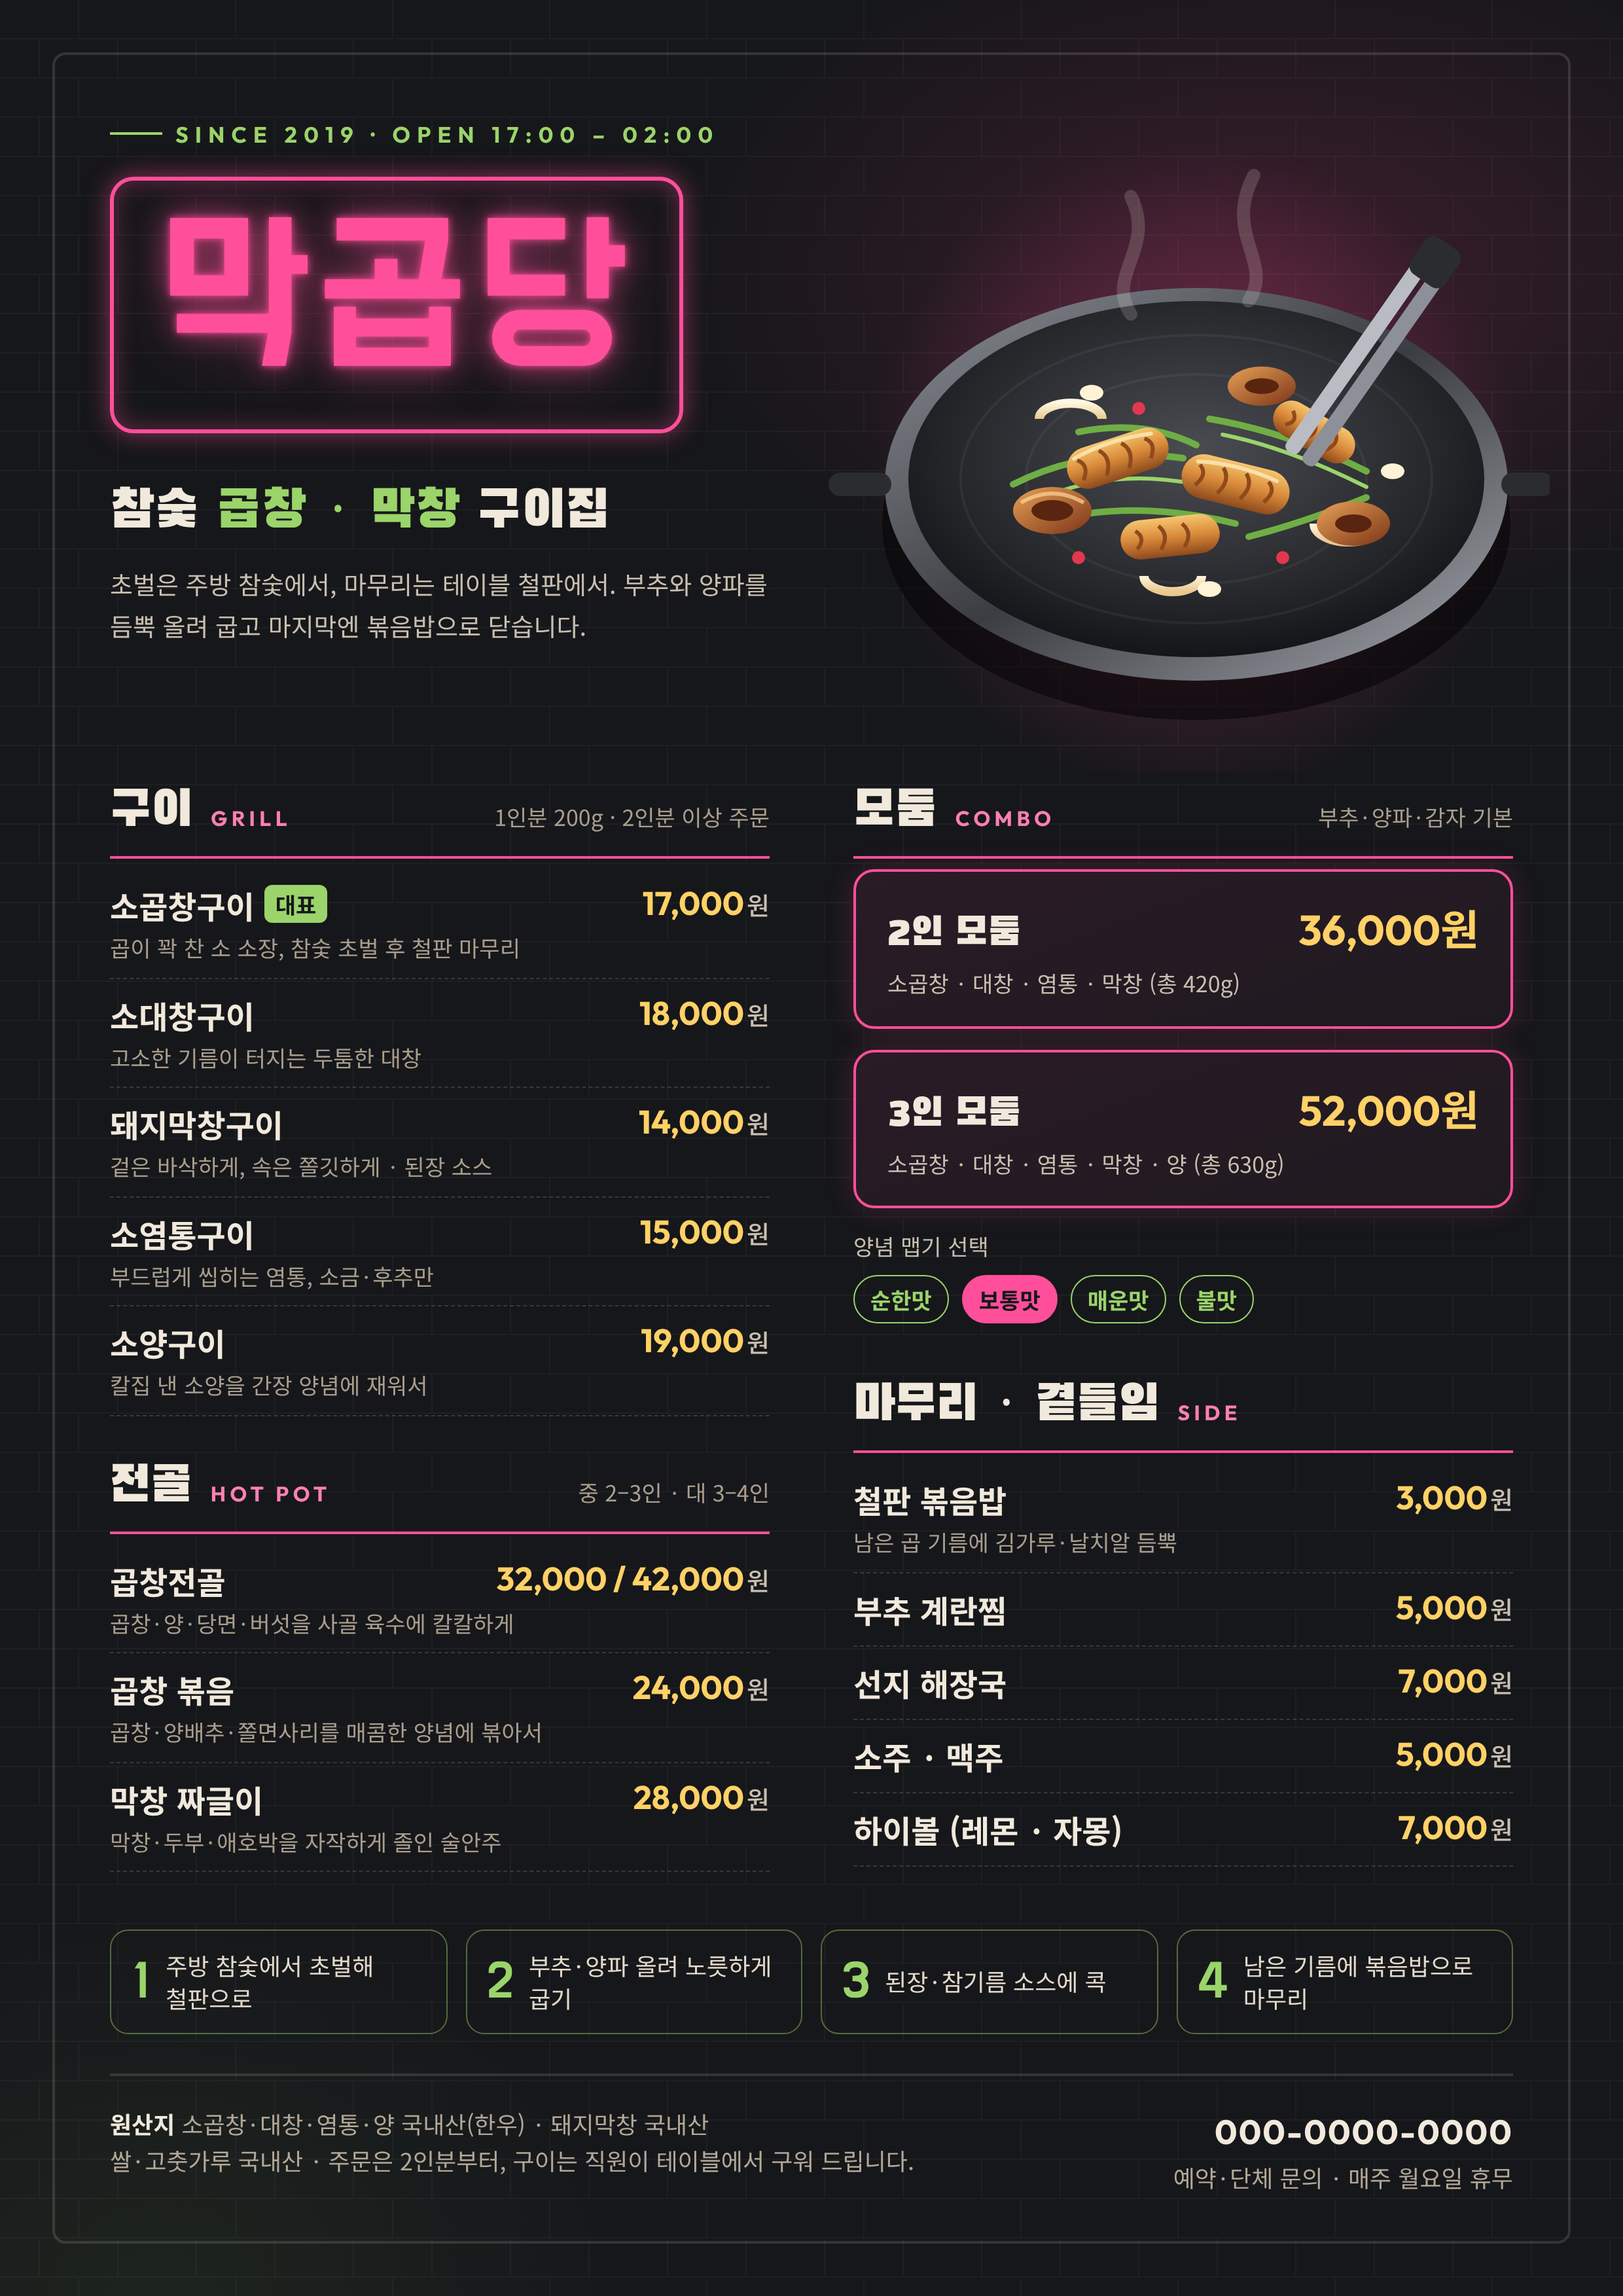 SINCE 2019 · OPEN 17:00 – 02:00
막곱당
참숯 곱창 · 막창 구이집
초벌은 주방 참숯에서, 마무리는 테이블 철판에서. 부추와 양파를
듬뿍 올려 굽고 마지막엔 볶음밥으로 닫습니다.
구이 GRILL 1인분 200g · 2인분 이상 주문
소곱창구이 대표 17,000원
곱이 꽉 찬 소 소장, 참숯 초벌 후 철판 마무리
소대창구이 18,000원
고소한 기름이 터지는 두툼한 대창
돼지막창구이 14,000원
겉은 바삭하게, 속은 쫄깃하게 · 된장 소스
소염통구이 15,000원
부드럽게 씹히는 염통, 소금·후추만
소양구이 19,000원
칼집 낸 소양을 간장 양념에 재워서
전골 HOT POT 중 2–3인 · 대 3–4인
곱창전골 32,000 / 42,000원
곱창·양·당면·버섯을 사골 육수에 칼칼하게
곱창 볶음 24,000원
곱창·양배추·쫄면사리를 매콤한 양념에 볶아서
막창 짜글이 28,000원
막창·두부·애호박을 자작하게 졸인 술안주
모둠 COMBO 부추·양파·감자 기본
2인 모둠 36,000원
소곱창 · 대창 · 염통 · 막창 (총 420g)
3인 모둠 52,000원
소곱창 · 대창 · 염통 · 막창 · 양 (총 630g)
양념 맵기 선택
순한맛 보통맛 매운맛 불맛
마무리 · 곁들임 SIDE
철판 볶음밥 3,000원
남은 곱 기름에 김가루·날치알 듬뿍
부추 계란찜 5,000원
선지 해장국 7,000원
소주 · 맥주 5,000원
하이볼 (레몬 · 자몽) 7,000원
1 주방 참숯에서 초벌해
철판으로
2 부추·양파 올려 노릇하게
굽기
3 된장·참기름 소스에 콕
4 남은 기름에 볶음밥으로
마무리
원산지 소곱창·대창·염통·양 국내산(한우) · 돼지막창 국내산
쌀·고춧가루 국내산 · 주문은 2인분부터, 구이는 직원이 테이블에서 구워 드립니다.
000-0000-0000
예약·단체 문의 · 매주 월요일 휴무